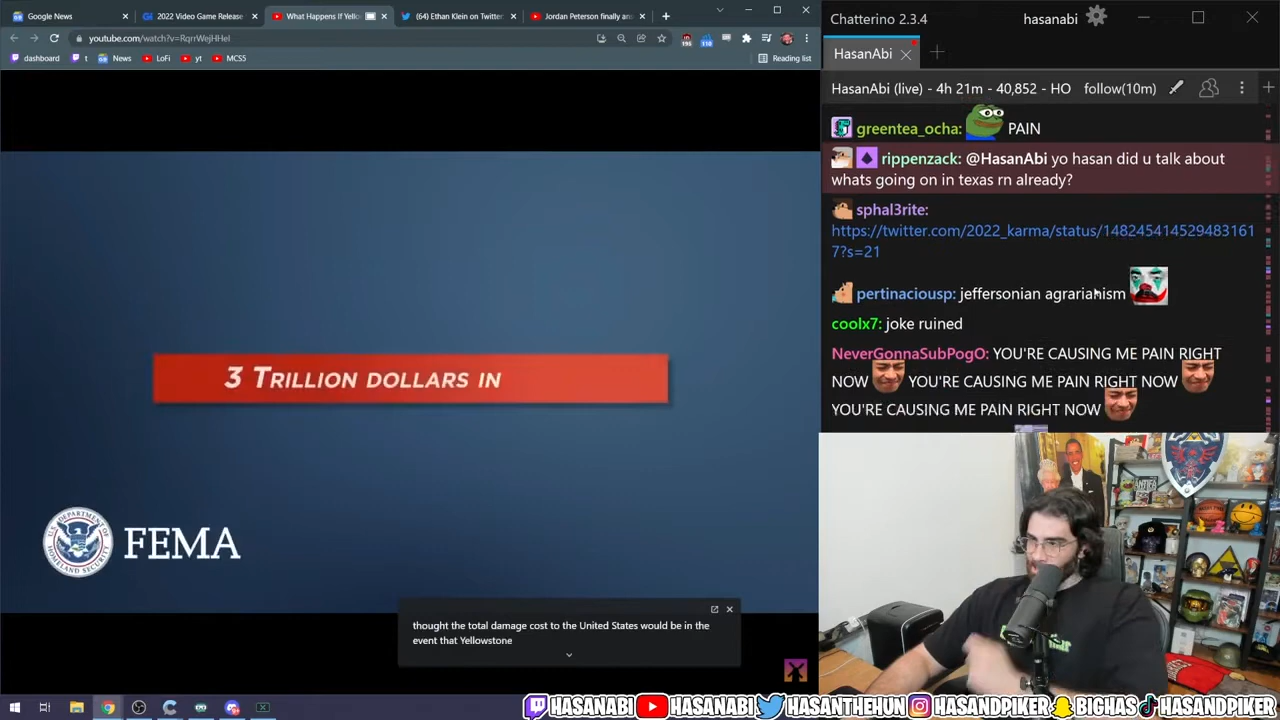 Google News
2022 Video Game Release
What Happens If Yello
(64) Ethan Klein on Twitter
Jordan Peterson finally an
youtube.com/watch?v=RqrrWejHHeI
dashboard
t
News
LoFi
yt
MCS5
Reading list
3 TRILLION DOLLARS IN
FEMA
thought the total damage cost to the United States would be in the
event that Yellowstone
Chatterino 2.3.4
hasanabi
HasanAbi
HasanAbi (live) - 4h 21m - 40,852 - HO
follow(10m)
greentea_ocha: PAIN
rippenzack: @HasanAbi yo hasan did u talk about
whats going on in texas rn already?
sphal3rite:
https://twitter.com/2022_karma/status/148245414529483161
7?s=21
pertinaciousp: jeffersonian agrarianism
coolx7: joke ruined
NeverGonnaSubPogO: YOU'RE CAUSING ME PAIN RIGHT
NOW YOU'RE CAUSING ME PAIN RIGHT NOW
YOU'RE CAUSING ME PAIN RIGHT NOW
HASANABI HASANABI HASANTHEHUN HASANDPIKER BIGHAS HASANDPIKER